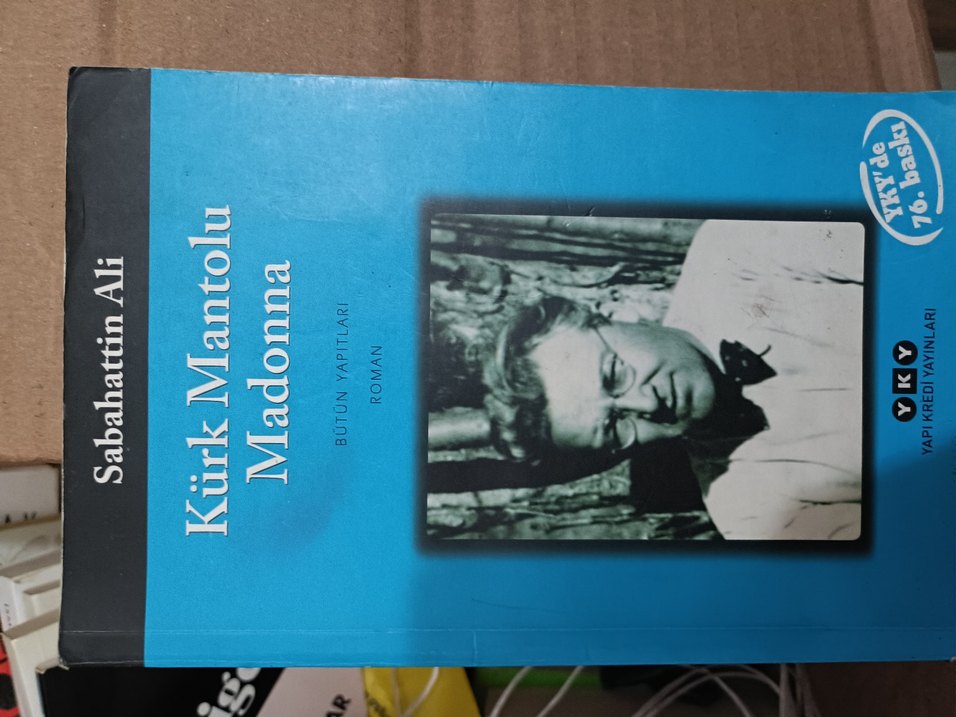 Sabahattin Ali
Kürk Mantolu
Madonna
BÜTÜN YAPITLARI
ROMAN
YKY'de
76. baskı
YKY
YAPI KREDİ YAYINLARI